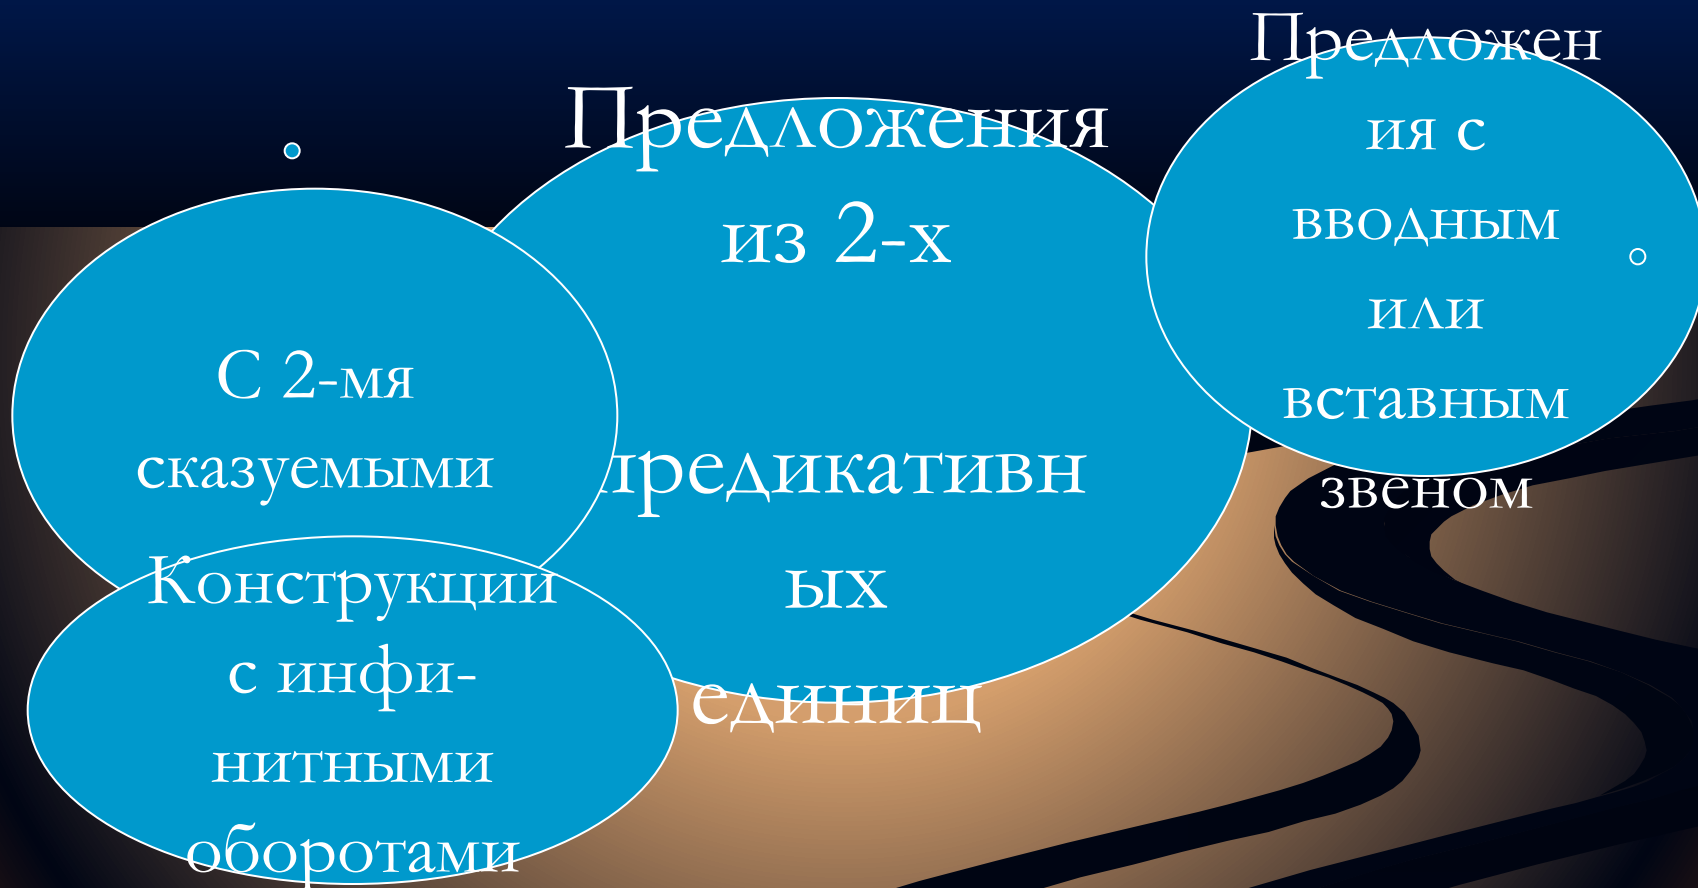 Предложения
из 2-х
предикативн
ых
единиц
Предложен
ия с
вводным
или
вставным
звеном
С 2-мя
сказуемыми
Конструкции
с инфи-
нитными
оборотами